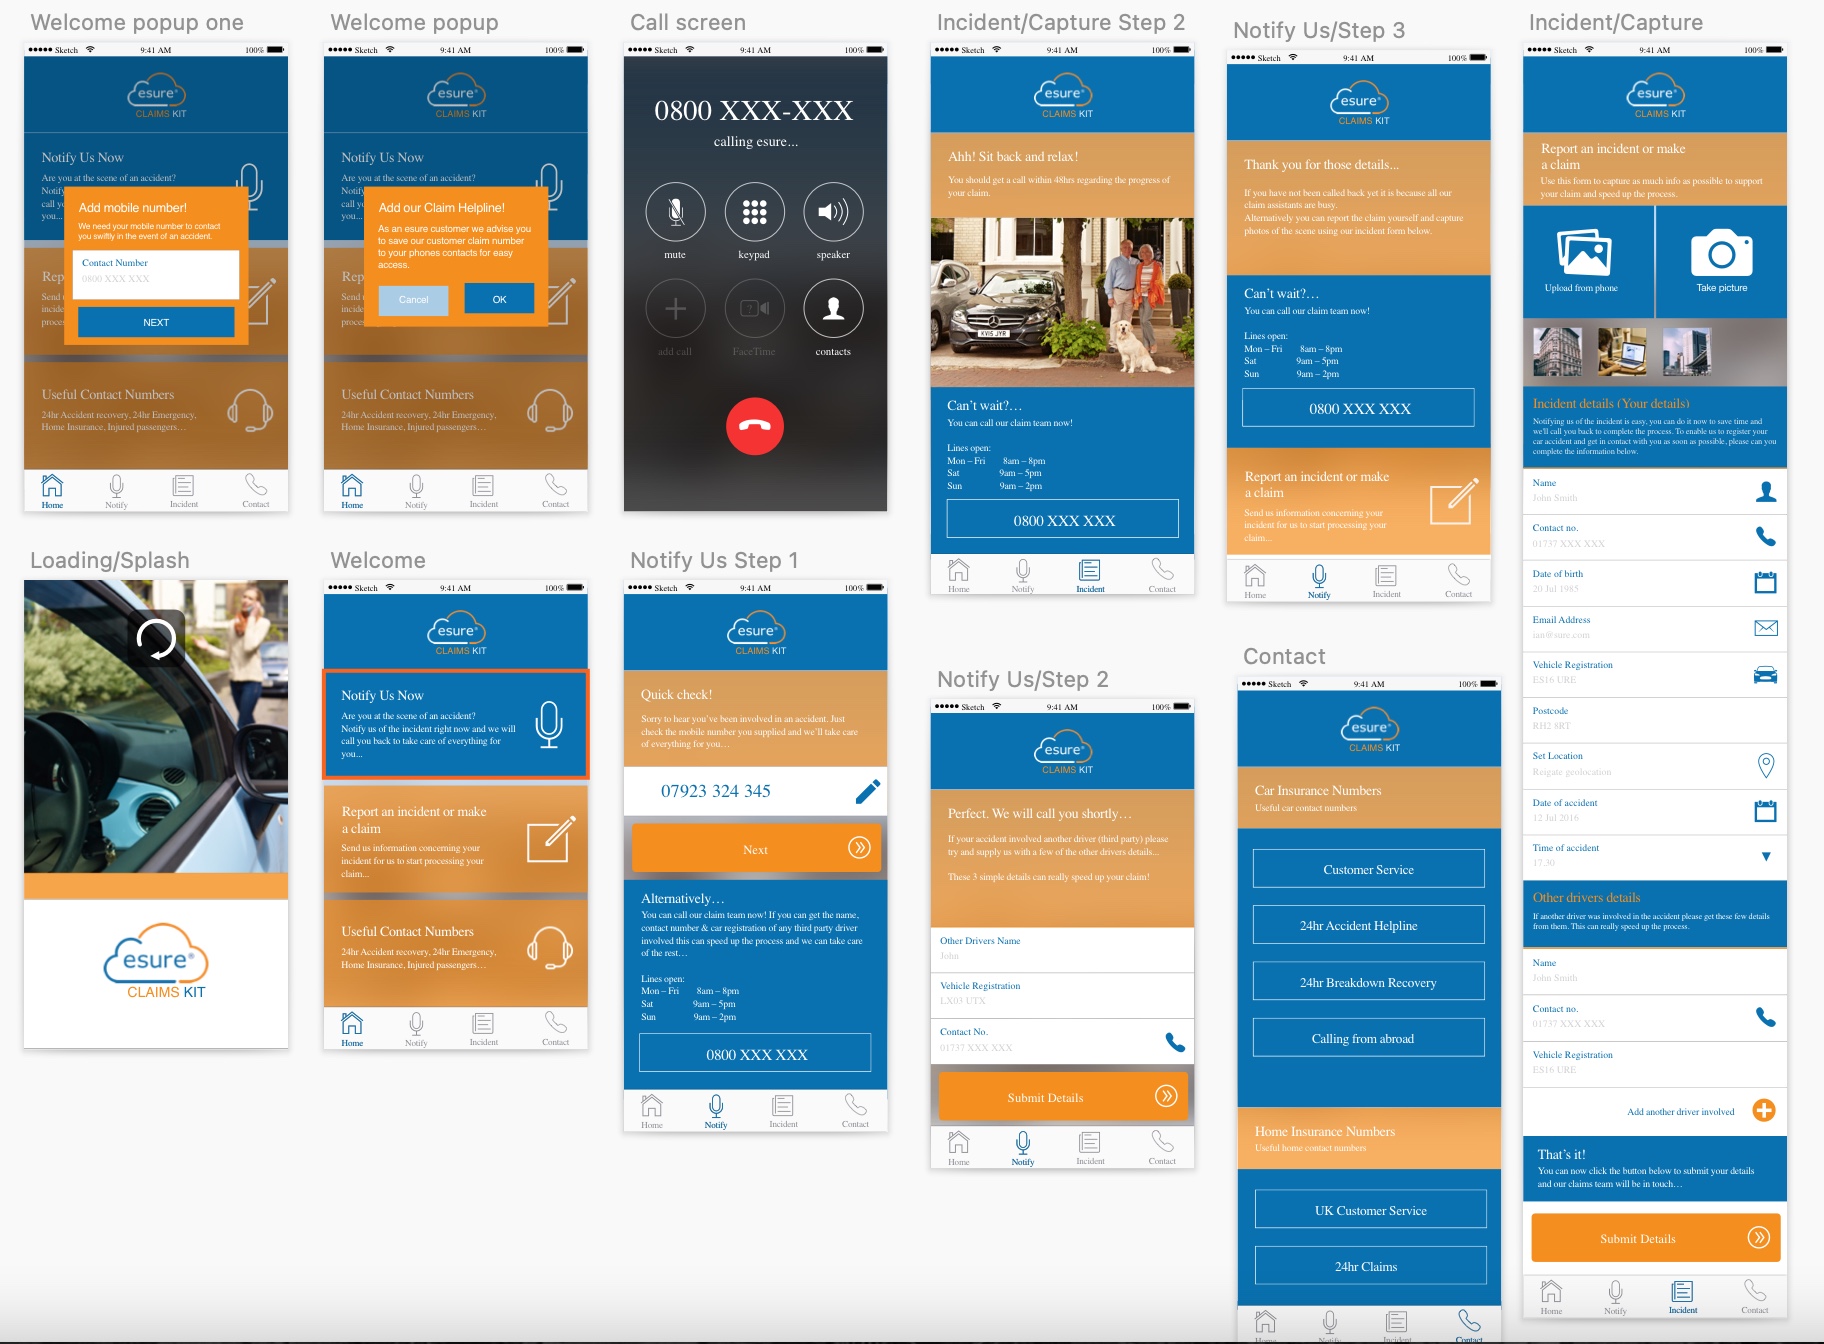 Welcome popup one
●●●●● Sketch 9:41 AM 100%
esure®
CLAIMS KIT
Notify Us Now
Are you at the scene of an accident?
Notif
call y
you...
Add mobile number!
We need your mobile number to contact
you swiftly in the event of an accident.
Contact Number
0800 XXX XXX
NEXT
Rep
Send
incide
proces
Useful Contact Numbers
24hr Accident recovery, 24hr Emergency,
Home Insurance, Injured passengers…
Home Notify Incident Contact
Welcome popup
●●●●● Sketch 9:41 AM 100%
esure®
CLAIMS KIT
Notify Us Now
Are you at the scene of an accident?
Notif
call y
you...
Add our Claim Helpline!
As an esure customer we advise you
to save our customer claim number
to your phones contacts for easy
access.
Cancel OK
Rep
Send
incide
proces
Useful Contact Numbers
24hr Accident recovery, 24hr Emergency,
Home Insurance, Injured passengers…
Home Notify Incident Contact
Call screen
●●●●● Sketch 9:41 AM 100%
0800 XXX-XXX
calling esure...
mute keypad speaker
add call FaceTime contacts
Incident/Capture Step 2
●●●●● Sketch 9:41 AM 100%
esure®
CLAIMS KIT
Ahh! Sit back and relax!
You should get a call within 48hrs regarding the progress of
your claim.
KV15 JYR
Can't wait?…
You can call our claim team now!
Lines open:
Mon – Fri 8am – 8pm
Sat 9am – 5pm
Sun 9am – 2pm
0800 XXX XXX
Home Notify Incident Contact
Notify Us/Step 3
●●●●● Sketch 9:41 AM 100%
esure®
CLAIMS KIT
Thank you for those details...
If you have not been called back yet it is because all our
claim assistants are busy.
Alternatively you can report the claim yourself and capture
photos of the scene using our incident form below.
Can't wait?…
You can call our claim team now!
Lines open:
Mon – Fri 8am – 8pm
Sat 9am – 5pm
Sun 9am – 2pm
0800 XXX XXX
Report an incident or make
a claim
Send us information concerning your
incident for us to start processing your
claim...
Home Notify Incident Contact
Incident/Capture
●●●●● Sketch 9:41 AM 100%
esure®
CLAIMS KIT
Report an incident or make
a claim
Use this form to capture as much info as possible to support
your claim and speed up the process.
Upload from phone Take picture
Incident details (Your details)
Notifying us of the incident is easy, you can do it now to save time and
we'll call you back to complete the process. To enable us to register your
car accident and get in contact with you as soon as possible, please can you
complete the information below.
Name
John Smith
Contact no.
01737 XXX XXX
Date of birth
20 Jul 1985
Email Address
ian@sure.com
Vehicle Registration
ES16 URE
Postcode
RH2 8RT
Set Location
Reigate geolocation
Date of accident
12 Jul 2016
Time of accident
17.30
Other drivers details
If another driver was involved in the accident please get these few details
from them. This can really speed up the process.
Name
John Smith
Contact no.
01737 XXX XXX
Vehicle Registration
ES16 URE
Add another driver involved
That's it!
You can now click the button below to submit your details
and our claims team will be in touch…
Submit Details
Home Notify Incident Contact
Loading/Splash
esure®
CLAIMS KIT
Welcome
●●●●● Sketch 9:41 AM 100%
esure®
CLAIMS KIT
Notify Us Now
Are you at the scene of an accident?
Notify us of the incident right now and we will
call you back to take care of everything for
you...
Report an incident or make
a claim
Send us information concerning your
incident for us to start processing your
claim...
Useful Contact Numbers
24hr Accident recovery, 24hr Emergency,
Home Insurance, Injured passengers…
Home Notify Incident Contact
Notify Us Step 1
●●●●● Sketch 9:41 AM 100%
esure®
CLAIMS KIT
Quick check!
Sorry to hear you've been involved in an accident. Just
check the mobile number you supplied and we'll take care
of everything for you…
07923 324 345
Next
Alternatively…
You can call our claim team now! If you can get the name,
contact number & car registration of any third party driver
involved this can speed up the process and we can take care
of the rest…
Lines open:
Mon – Fri 8am – 8pm
Sat 9am – 5pm
Sun 9am – 2pm
0800 XXX XXX
Home Notify Incident Contact
Notify Us/Step 2
●●●●● Sketch 9:41 AM 100%
esure®
CLAIMS KIT
Perfect. We will call you shortly…
If your accident involved another driver (third party) please
try and supply us with a few of the other drivers details...
These 3 simple details can really speed up your claim!
Other Drivers Name
John
Vehicle Registration
LX03 UTX
Contact No.
01737 XXX XXX
Submit Details
Home Notify Incident Contact
Contact
●●●●● Sketch 9:41 AM 100%
esure®
CLAIMS KIT
Car Insurance Numbers
Useful car contact numbers
Customer Service
24hr Accident Helpline
24hr Breakdown Recovery
Calling from abroad
Home Insurance Numbers
Useful home contact numbers
UK Customer Service
24hr Claims
Home Notify Incident Contact